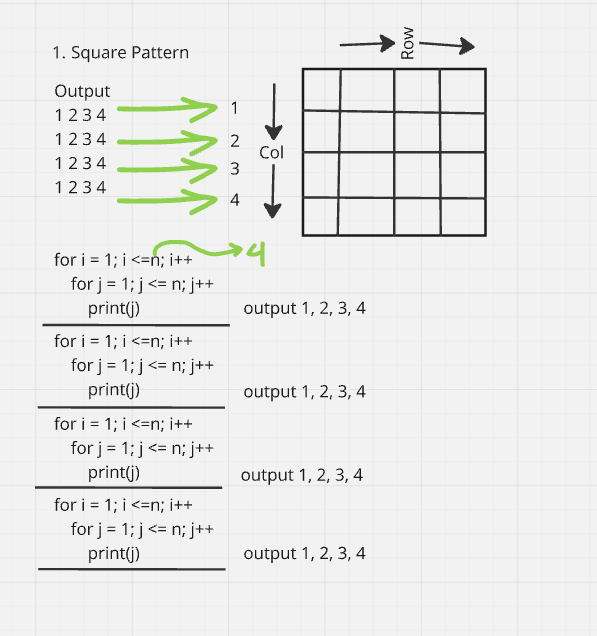 1. Square Pattern
Output
1 2 3 4
1 2 3 4
1 2 3 4
1 2 3 4
1
2
3
4
Row
Col
for i = 1; i <=n; i++
4
for j = 1; j <= n; j++
print(j)
output 1, 2, 3, 4
for i = 1; i <=n; i++
for j = 1; j <= n; j++
print(j)
output 1, 2, 3, 4
for i = 1; i <=n; i++
for j = 1; j <= n; j++
print(j)
output 1, 2, 3, 4
for i = 1; i <=n; i++
for j = 1; j <= n; j++
print(j)
output 1, 2, 3, 4